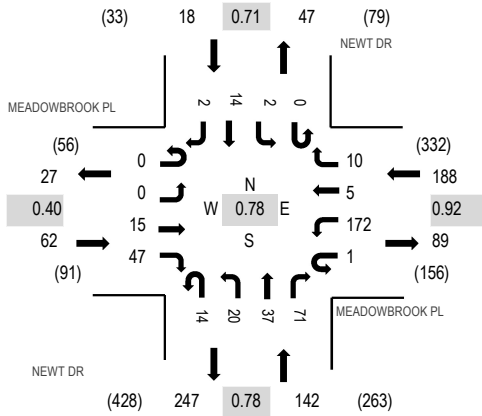 (33) 18 0.71 47 (79)
NEWT DR
2 14 2 0
MEADOWBROOK PL
(56) 0 10 (332)
27 0 5 188
0.40 N W 0.78 E S 0.92
15 172
62 47 1 89
(91) (156)
14 20 37 71
MEADOWBROOK PL
NEWT DR
(428) 247 0.78 142 (263)